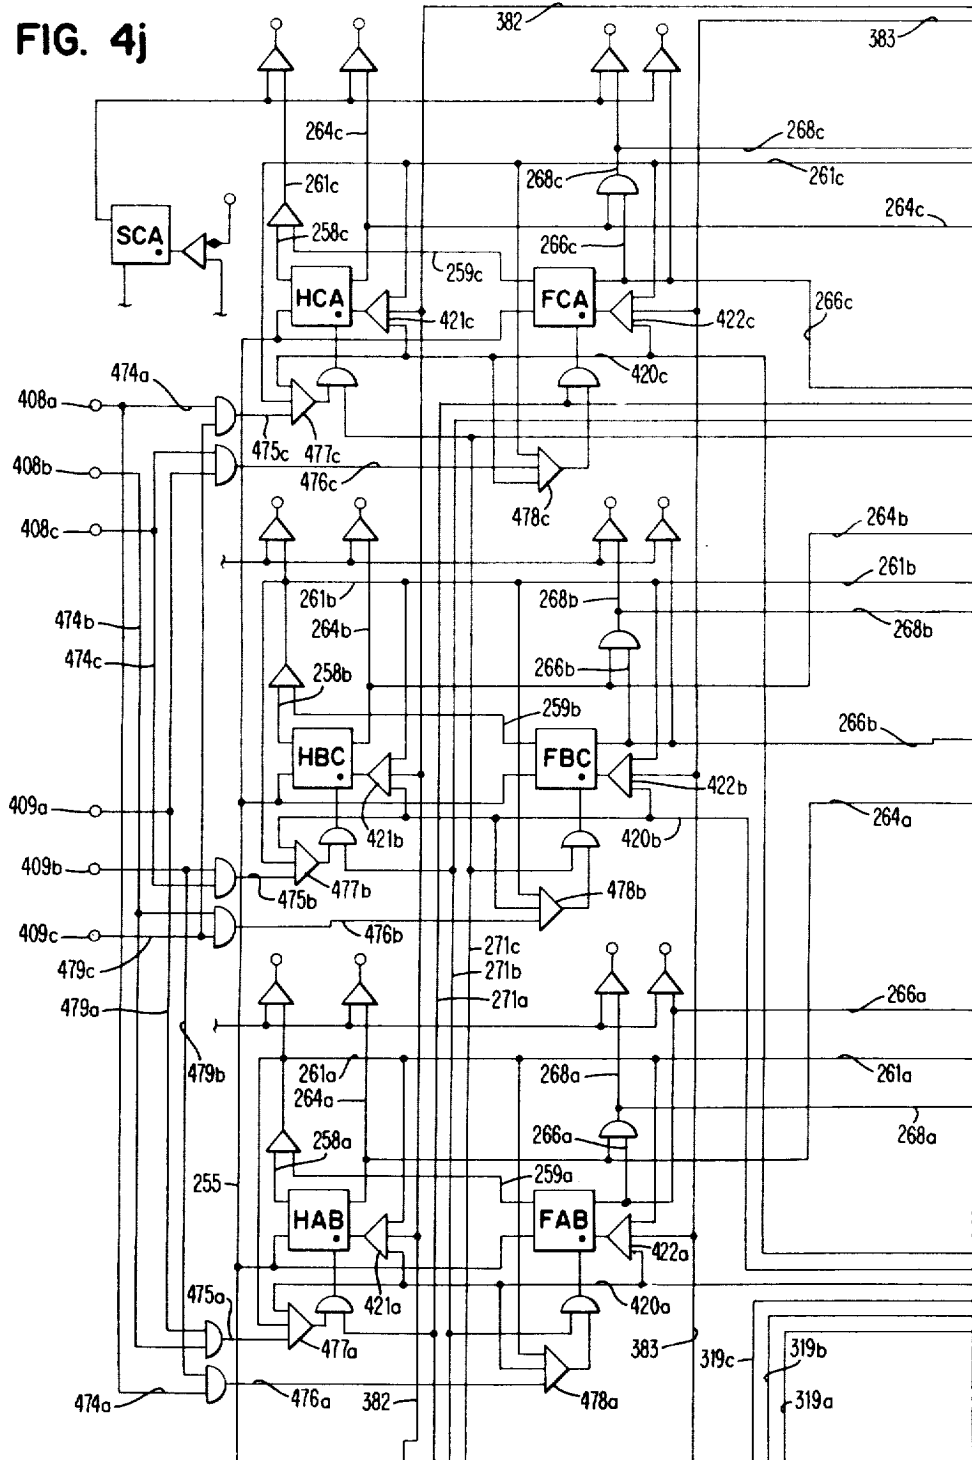 FIG. 4j
382
383
264c
268c
268c
261c
261c
264c
SCA
258c
266c
259c
HCA
FCA
266c
421c
422c
474a
420c
408a
475c
477c
408b
476c
478c
408c
264b
261b
261b
268b
474b
264b
268b
474c
258b
266b
259b
266b
HBC
FBC
409a
422b
264a
421b
420b
409b
475b
477b
478b
409c
476b
479c
271c
271b
479a
271a
266a
479b
261a
268a
261a
264a
258a
266a
268a
255
259a
HAB
FAB
422a
421a
475a
420a
477a
383
319c
319b
474a
476a
382
478a
319a